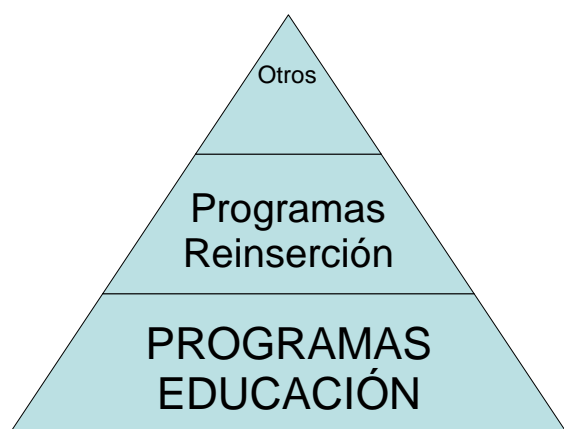 Otros
Programas
Reinserción
PROGRAMAS
EDUCACIÓN